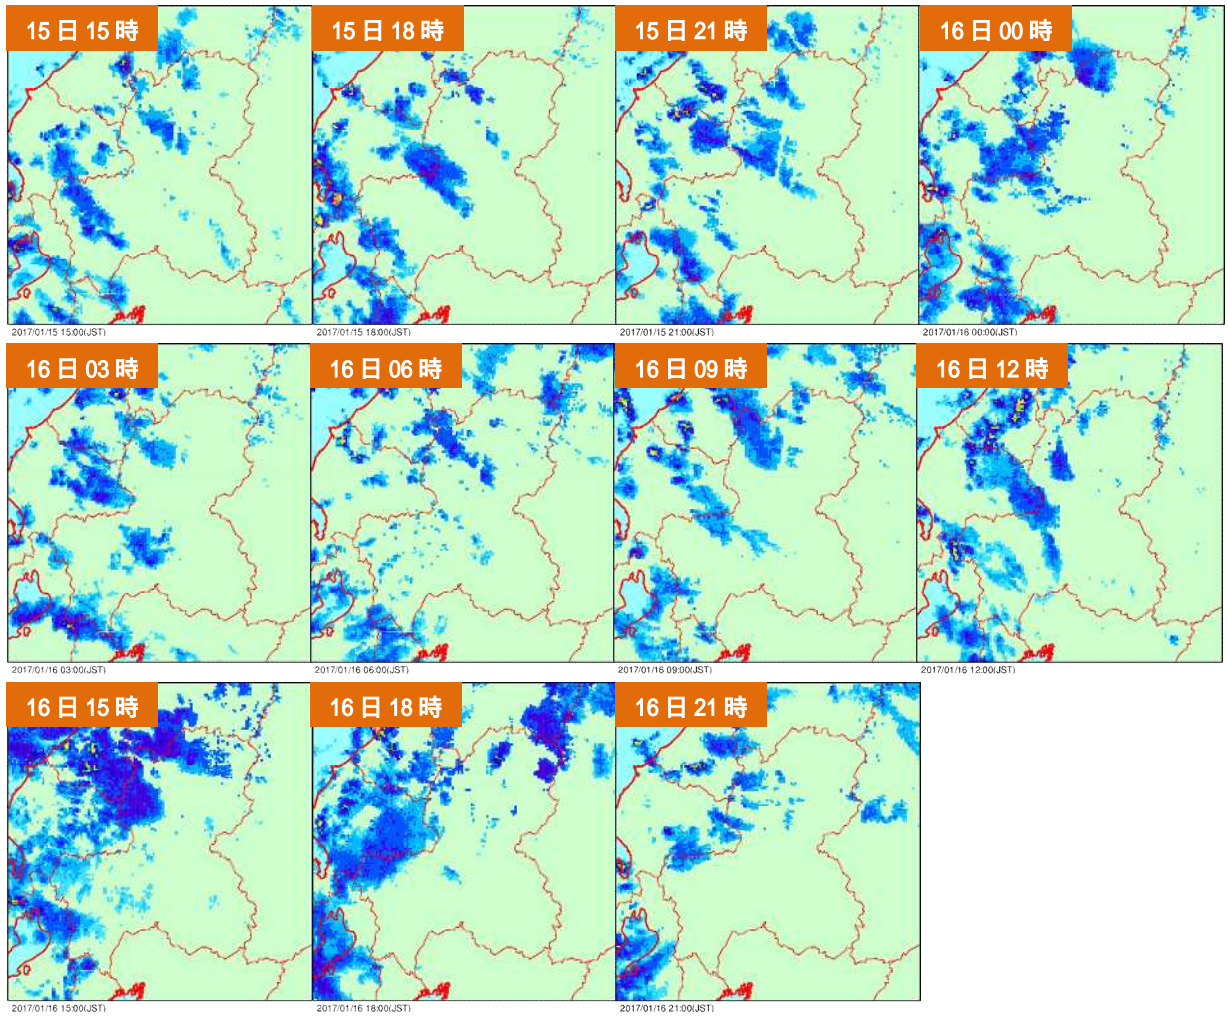 15日15時
15日18時
15日21時
16日00時
2017/01/15 15:00(JST)
2017/01/15 18:00(JST)
2017/01/15 21:00(JST)
2017/01/16 00:00(JST)
16日03時
16日06時
16日09時
16日12時
2017/01/16 03:00(JST)
2017/01/16 06:00(JST)
2017/01/16 09:00(JST)
2017/01/16 12:00(JST)
16日15時
16日18時
16日21時
2017/01/16 15:00(JST)
2017/01/16 18:00(JST)
2017/01/16 21:00(JST)